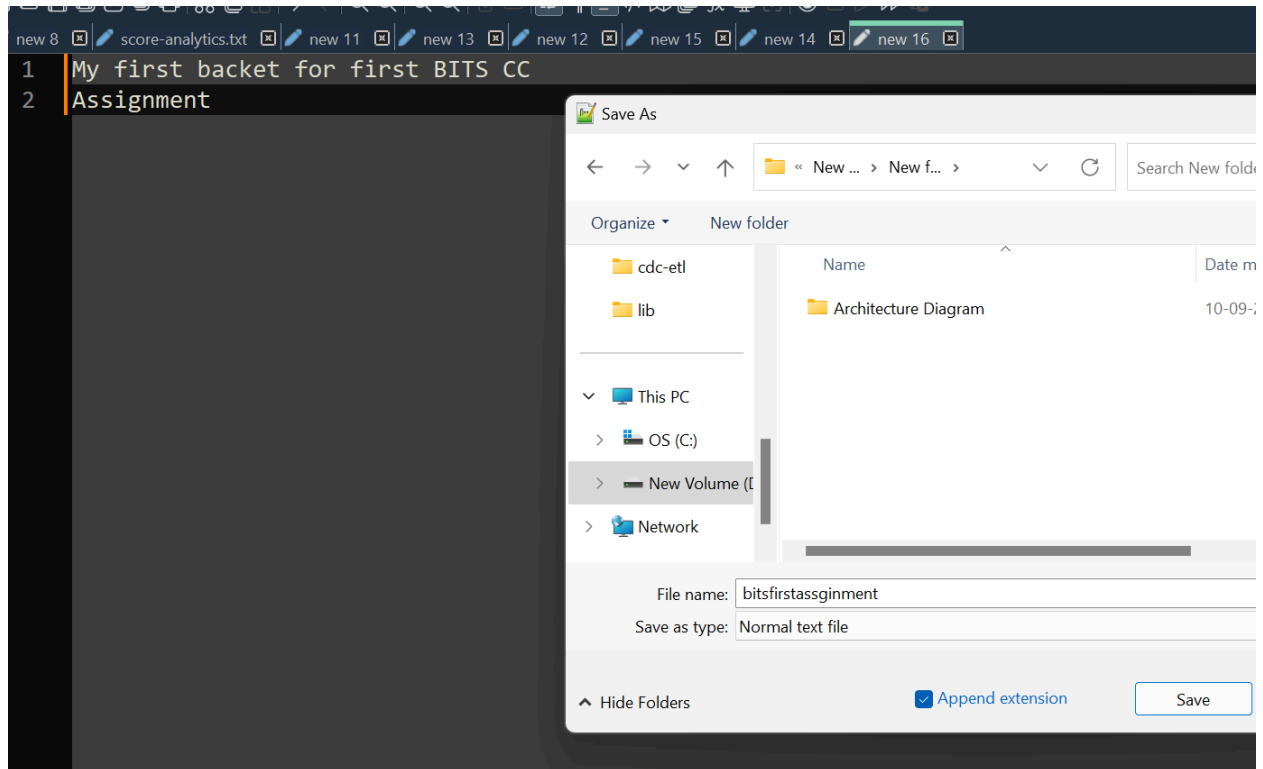 new 8 score-analytics.txt new 11 new 13 new 12 new 15 new 14 new 16
1 My first backet for first BITS CC
2 Assignment
Save As
« New ... › New f... ›
Search New folde
Organize
New folder
Name
Date m
cdc-etl
lib
Architecture Diagram
10-09-2
This PC
OS (C:)
New Volume (D
Network
File name: bitsfirstassginment
Save as type: Normal text file
Hide Folders
Append extension
Save